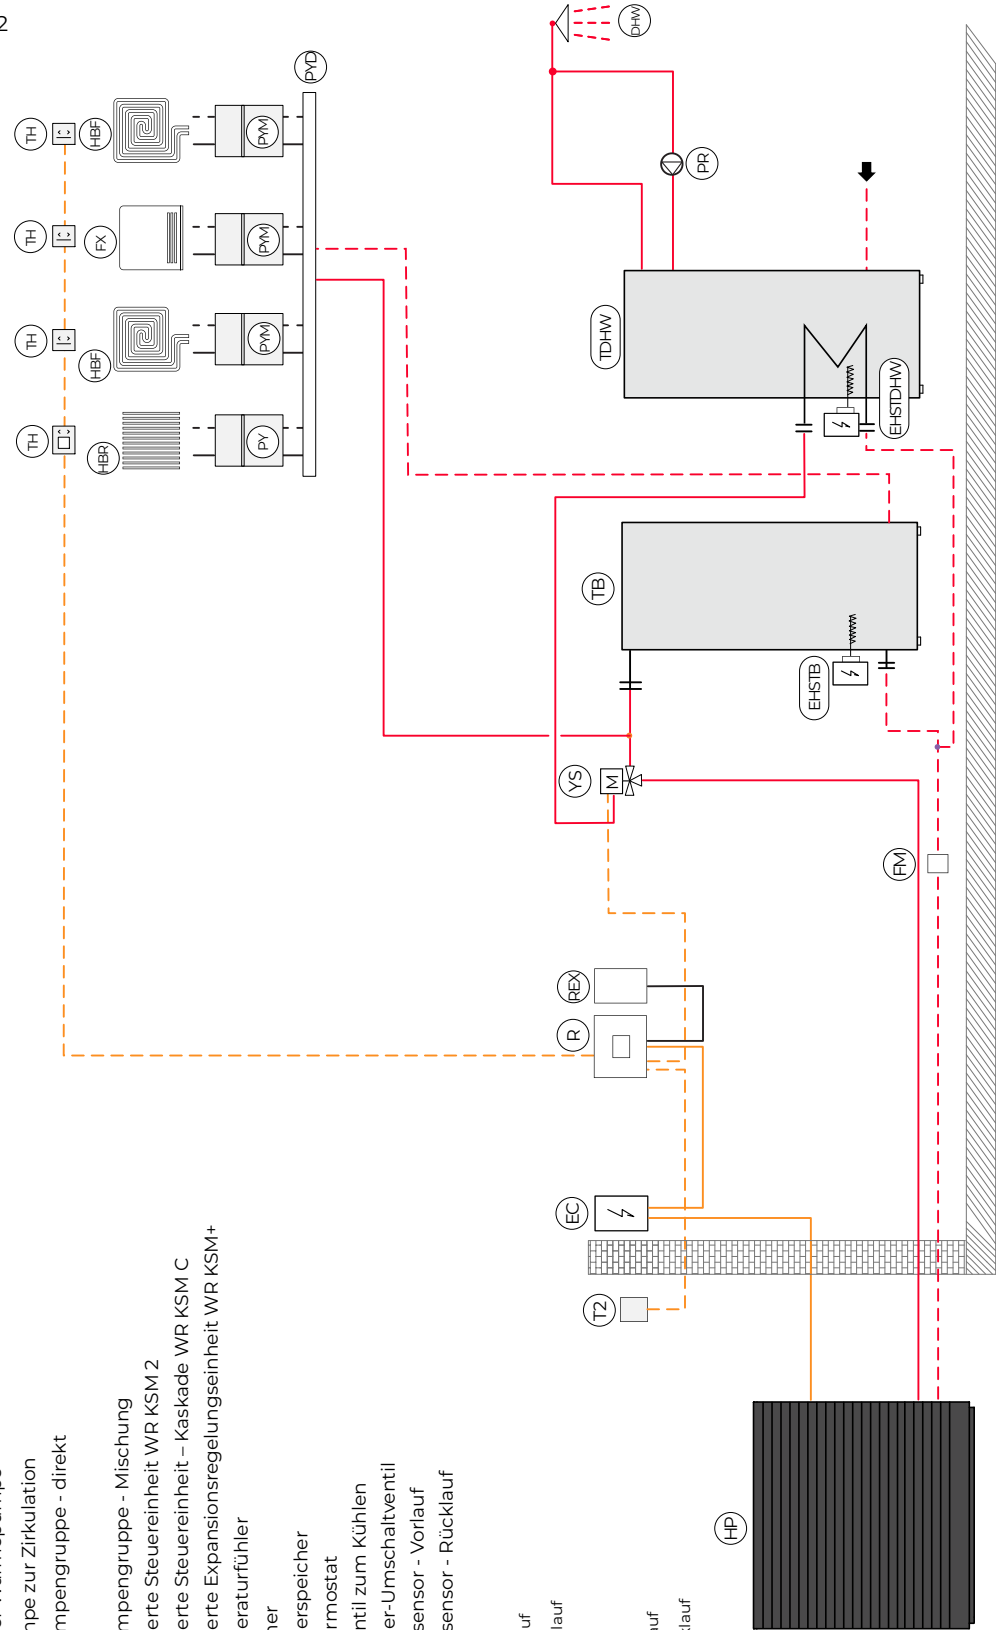 mpe zur Zirkulation
mpengruppe - direkt
mpengruppe - Mischung
erte Steuereinheit WR KSM 2
erte Steuereinheit – Kaskade WR KSM C
erte Expansionsregelungseinheit WR KSM+
eraturfühler
her
erspeicher
rmostat
ntil zum Kühlen
er-Umschaltventil
sensor - Vorlauf
sensor - Rücklauf
uf
lauf
auf
klauf
2
TH
TH
TH
TH
HBR
HBF
FX
HBF
PY
PYM
PYM
PYM
PYD
DHW
PR
TDHW
EHSTDHW
TB
EHSTB
YS
M
FM
REX
R
EC
T2
HP